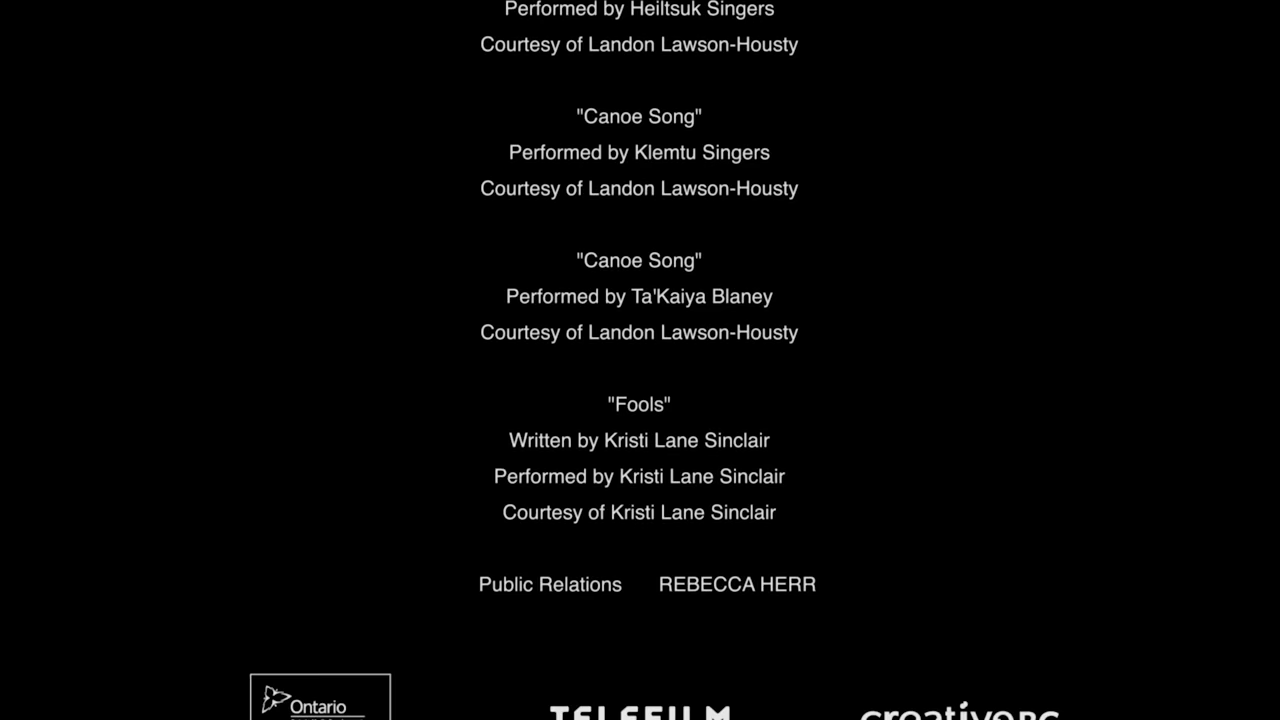 Performed by Heiltsuk Singers
Courtesy of Landon Lawson-Housty
"Canoe Song"
Performed by Klemtu Singers
Courtesy of Landon Lawson-Housty
"Canoe Song"
Performed by Ta'Kaiya Blaney
Courtesy of Landon Lawson-Housty
"Fools"
Written by Kristi Lane Sinclair
Performed by Kristi Lane Sinclair
Courtesy of Kristi Lane Sinclair
Public Relations REBECCA HERR
Ontario
TELEFILM
creativeBC